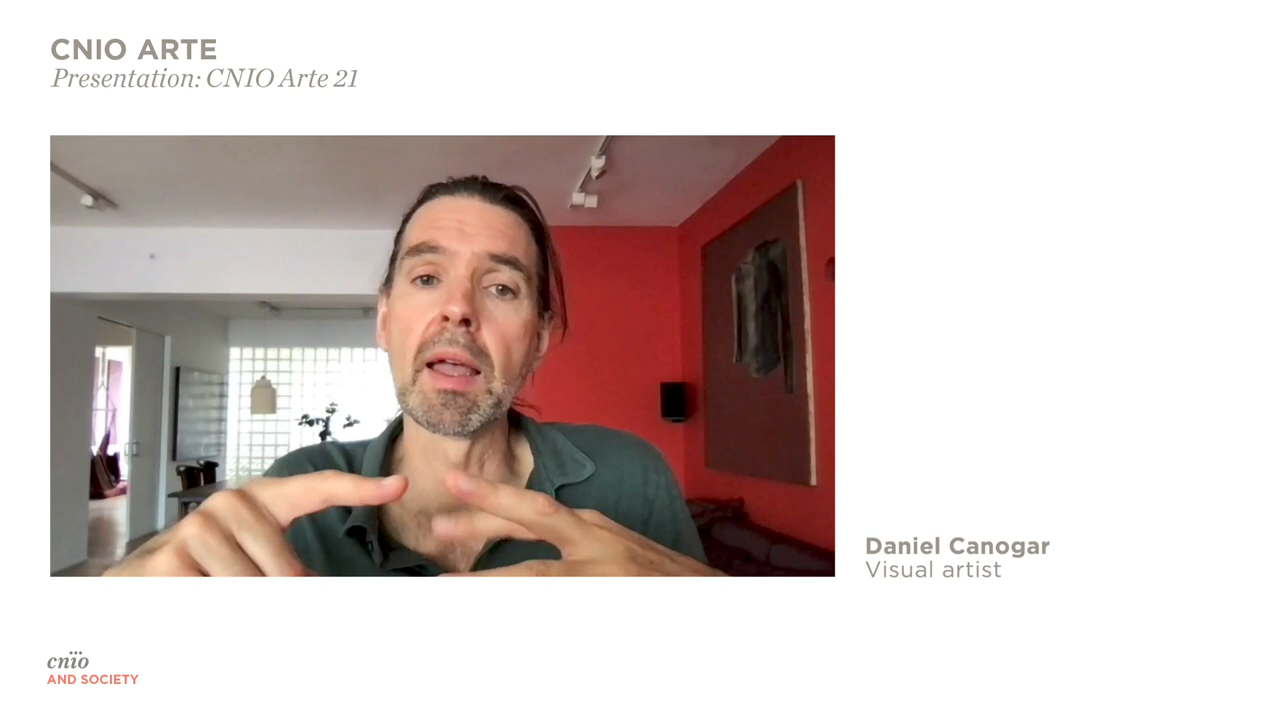 CNIO ARTE
Presentation: CNIO Arte 21
Daniel Canogar
Visual artist
cnio
AND SOCIETY